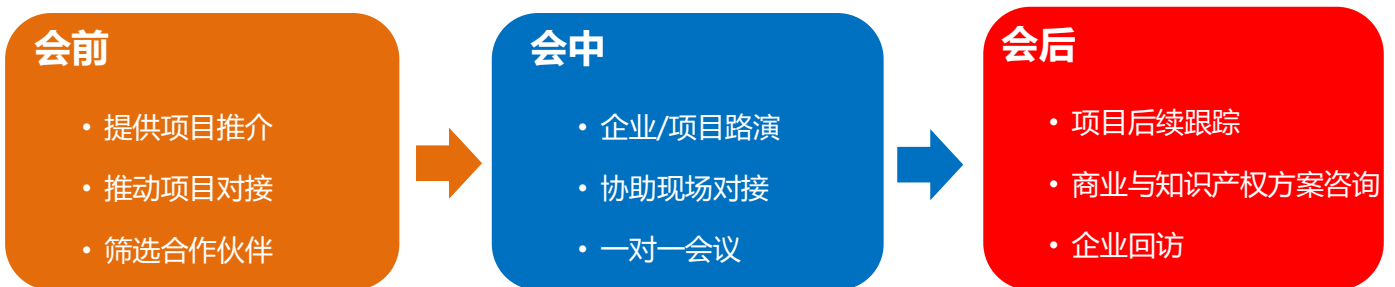 会前
• 提供项目推介
• 推动项目对接
• 筛选合作伙伴
会中
• 企业/项目路演
• 协助现场对接
• 一对一会议
会后
• 项目后续跟踪
• 商业与知识产权方案咨询
• 企业回访